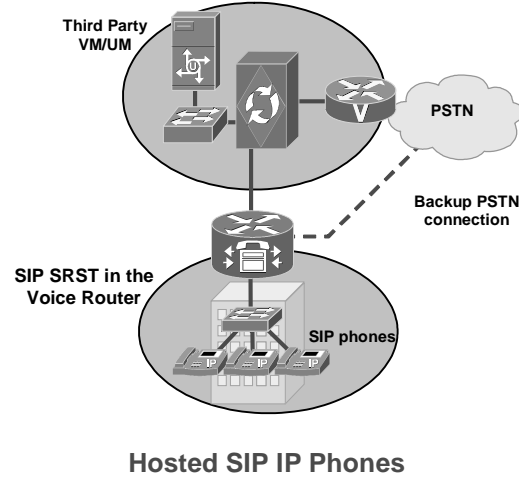 Third Party
VM/UM
U
V
PSTN
Backup PSTN
connection
SIP SRST in the
Voice Router
SIP phones
IP
IP
IP
Hosted SIP IP Phones